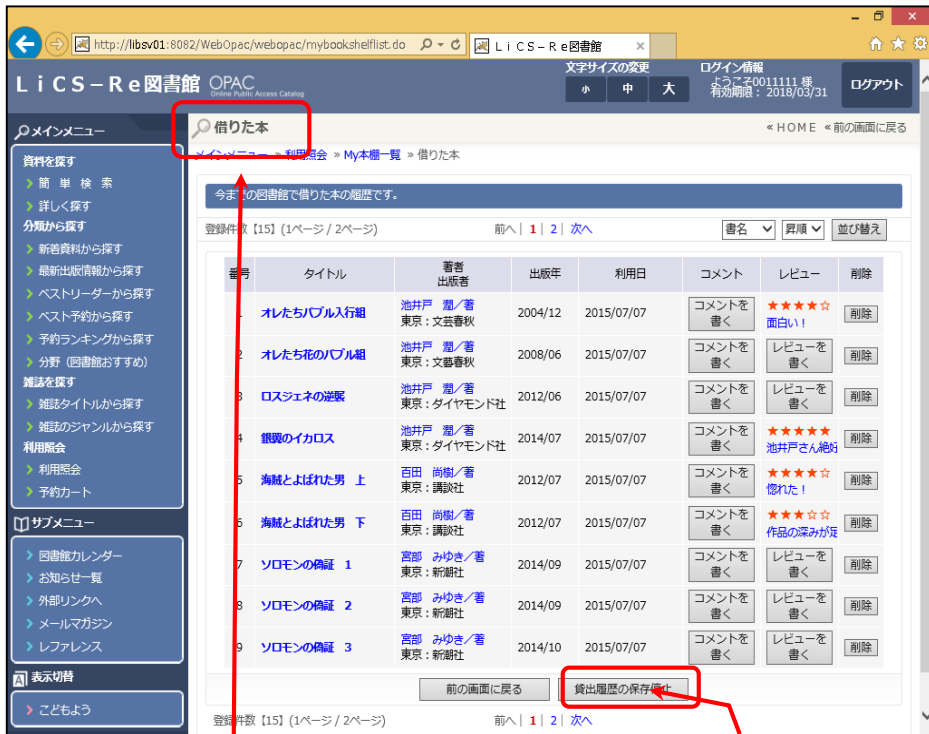 http://libsv01:8082/WebOpac/webopac/mybookshelflist.do
ＬｉＣＳ－Ｒｅ図書館
LiCS-Re図書館 OPAC
Online Public Access Catalog
文字サイズの変更
小 中 大
ログイン情報
ようこそ0011111 様
有効期限： 2018/03/31
ログアウト
メインメニュー
資料を探す
簡 単 検 索
詳しく探す
分類から探す
新着資料から探す
最新出版情報から探す
ベストリーダーから探す
ベスト予約から探す
予約ランキングから探す
分野（図書館おすすめ）
雑誌を探す
雑誌タイトルから探す
雑誌のジャンルから探す
利用照会
利用照会
予約カート
サブメニュー
図書館カレンダー
お知らせ一覧
外部リンクへ
メールマガジン
レファレンス
表示切替
こどもよう
借りた本
«HOME «前の画面に戻る
メインメニュー » 利用照会 » My本棚一覧 » 借りた本
今までの図書館で借りた本の履歴です。
登録件数【15】(1ページ / 2ページ) 前へ| 1 | 2 | 次へ 書名 昇順 並び替え
番号 タイトル 著者 出版者 出版年 利用日 コメント レビュー 削除
1 オレたちバブル入行組 池井戸 潤／著 東京：文芸春秋 2004/12 2015/07/07 コメントを書く ★★★★☆ 面白い！ 削除
2 オレたち花のバブル組 池井戸 潤／著 東京：文藝春秋 2008/06 2015/07/07 コメントを書く レビューを書く 削除
3 ロスジェネの逆襲 池井戸 潤／著 東京：ダイヤモンド社 2012/06 2015/07/07 コメントを書く レビューを書く 削除
4 銀翼のイカロス 池井戸 潤／著 東京：ダイヤモンド社 2014/07 2015/07/07 コメントを書く ★★★★★ 池井戸さん絶好 削除
5 海賊とよばれた男 上 百田 尚樹／著 東京：講談社 2012/07 2015/07/07 コメントを書く ★★★★☆ 惚れた！ 削除
6 海賊とよばれた男 下 百田 尚樹／著 東京：講談社 2012/07 2015/07/07 コメントを書く ★★★☆☆ 作品の深みが足 削除
7 ソロモンの偽証 1 宮部 みゆき／著 東京：新潮社 2014/09 2015/07/07 コメントを書く レビューを書く 削除
8 ソロモンの偽証 2 宮部 みゆき／著 東京：新潮社 2014/09 2015/07/07 コメントを書く レビューを書く 削除
9 ソロモンの偽証 3 宮部 みゆき／著 東京：新潮社 2014/10 2015/07/07 コメントを書く レビューを書く 削除
前の画面に戻る 貸出履歴の保存停止
登録件数【15】(1ページ / 2ページ) 前へ| 1 | 2 | 次へ